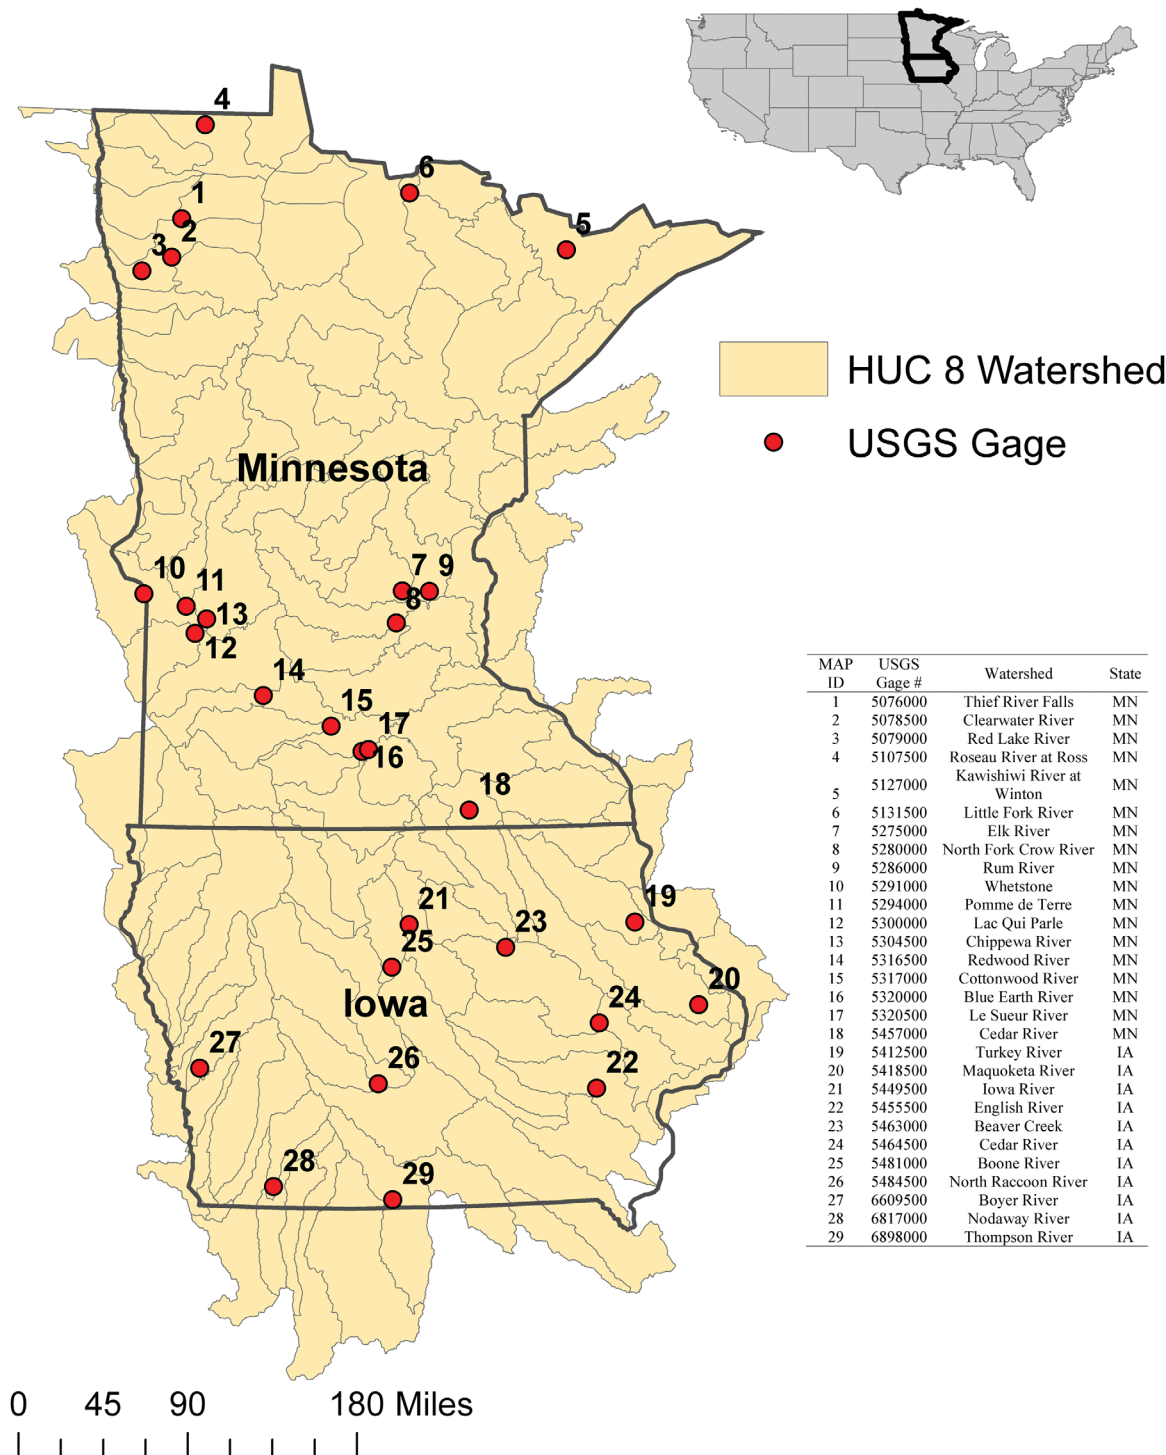 4
6
1
5
2
3
HUC 8 Watershed
USGS Gage
Minnesota
10
7
9
11
8
13
12
14
15
17
16
18
19
21
23
25
20
Iowa
24
27
26
22
28
29
MAP ID USGS Gage # Watershed State
1 5076000 Thief River Falls MN
2 5078500 Clearwater River MN
3 5079000 Red Lake River MN
4 5107500 Roseau River at Ross MN
5 5127000 Kawishiwi River at Winton MN
6 5131500 Little Fork River MN
7 5275000 Elk River MN
8 5280000 North Fork Crow River MN
9 5286000 Rum River MN
10 5291000 Whetstone MN
11 5294000 Pomme de Terre MN
12 5300000 Lac Qui Parle MN
13 5304500 Chippewa River MN
14 5316500 Redwood River MN
15 5317000 Cottonwood River MN
16 5320000 Blue Earth River MN
17 5320500 Le Sueur River MN
18 5457000 Cedar River MN
19 5412500 Turkey River IA
20 5418500 Maquoketa River IA
21 5449500 Iowa River IA
22 5455500 English River IA
23 5463000 Beaver Creek IA
24 5464500 Cedar River IA
25 5481000 Boone River IA
26 5484500 North Raccoon River IA
27 6609500 Boyer River IA
28 6817000 Nodaway River IA
29 6898000 Thompson River IA
0 45 90 180 Miles